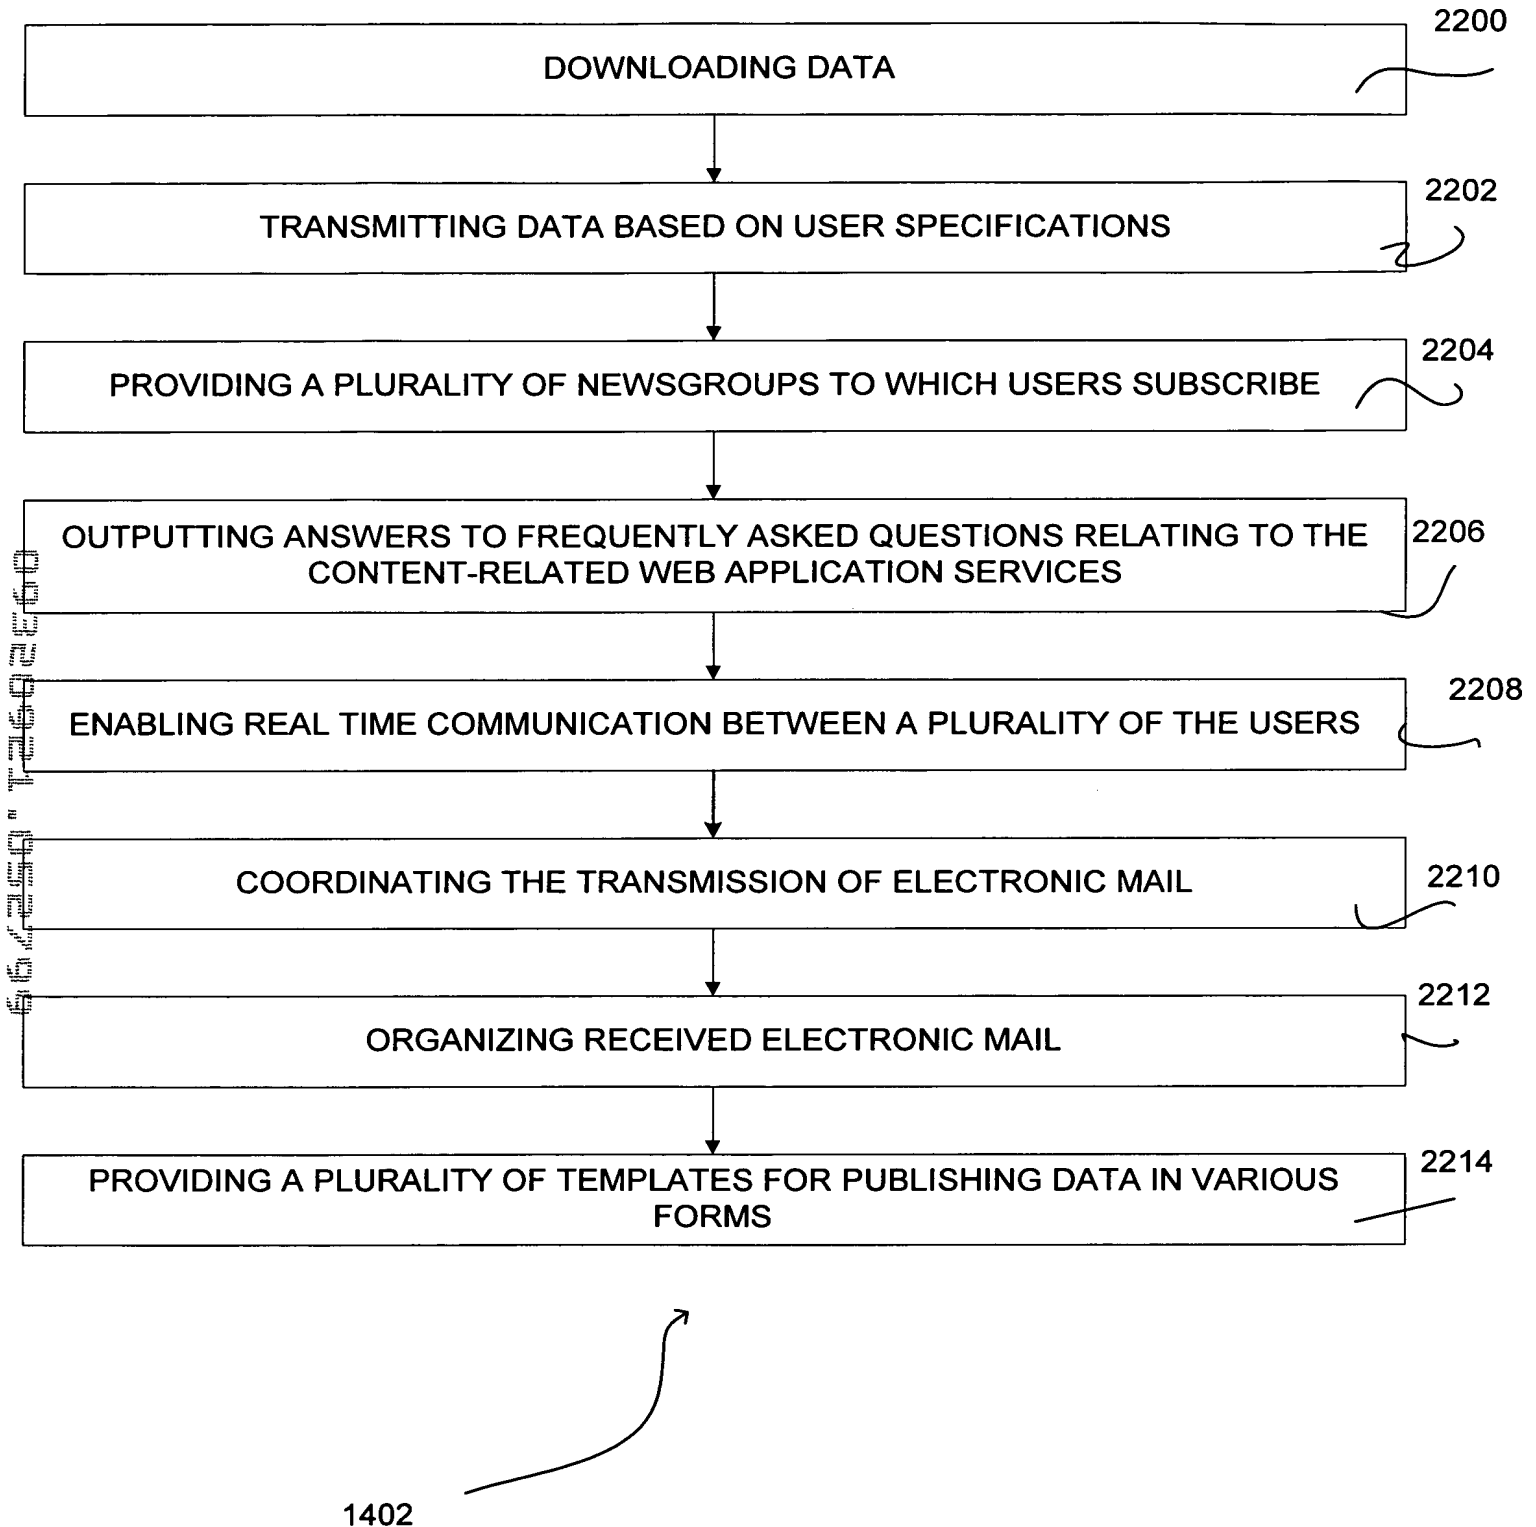 2200
DOWNLOADING DATA
2202
TRANSMITTING DATA BASED ON USER SPECIFICATIONS
2204
PROVIDING A PLURALITY OF NEWSGROUPS TO WHICH USERS SUBSCRIBE
2206
OUTPUTTING ANSWERS TO FREQUENTLY ASKED QUESTIONS RELATING TO THE
CONTENT-RELATED WEB APPLICATION SERVICES
2208
ENABLING REAL TIME COMMUNICATION BETWEEN A PLURALITY OF THE USERS
2210
COORDINATING THE TRANSMISSION OF ELECTRONIC MAIL
2212
ORGANIZING RECEIVED ELECTRONIC MAIL
2214
PROVIDING A PLURALITY OF TEMPLATES FOR PUBLISHING DATA IN VARIOUS
FORMS
1402